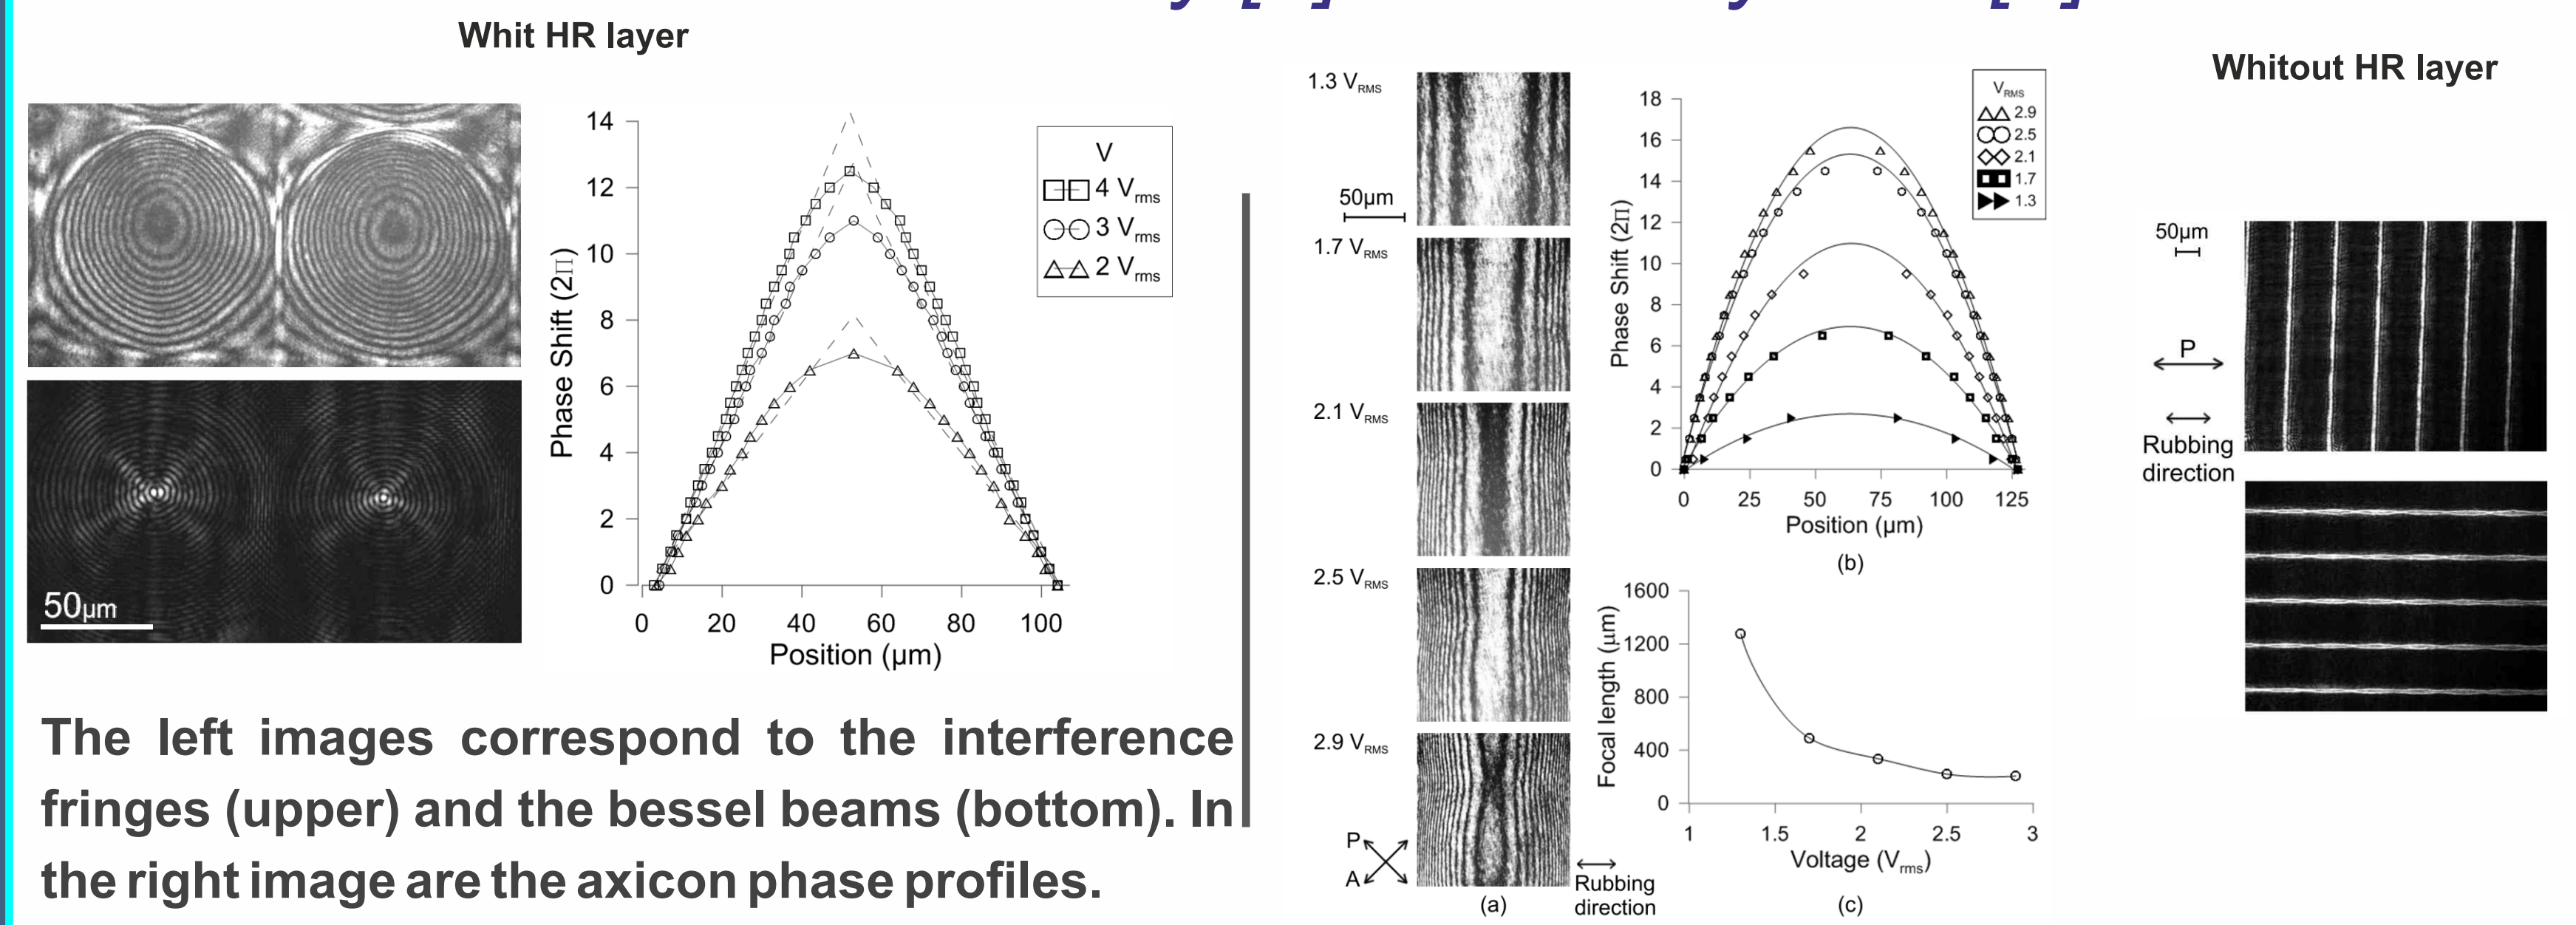 Whit HR layer
14
12
10
8
6
4
2
0
Phase Shift (2Π)
0 20 40 60 80 100
Position (µm)
V
4 Vrms
3 Vrms
2 Vrms
50µm
The left images correspond to the interference
fringes (upper) and the bessel beams (bottom). In
the right image are the axicon phase profiles.
1.3 VRMS
50µm
1.7 VRMS
2.1 VRMS
2.5 VRMS
2.9 VRMS
P
A
Rubbing
direction
(a)
18
16
14
12
10
8
6
4
2
0
Phase Shift (2Π)
0 25 50 75 100 125
Position (µm)
(b)
VRMS
2.9
2.5
2.1
1.7
1.3
1600
1200
800
400
0
Focal length (µm)
1 1.5 2 2.5 3
Voltage (Vrms)
(c)
Whitout HR layer
50µm
P
Rubbing
direction